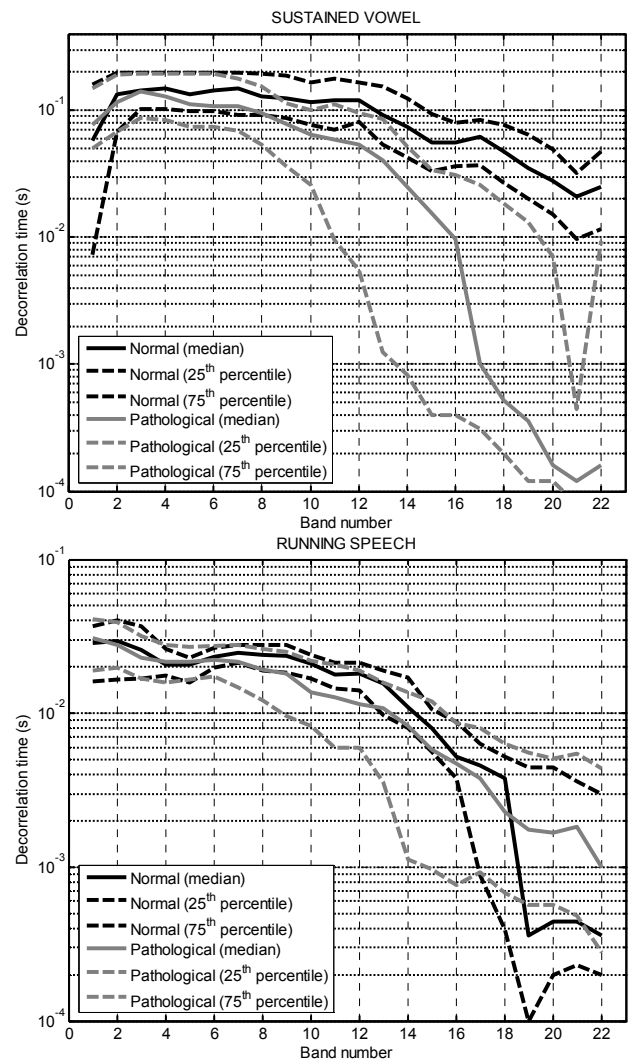 SUSTAINED VOWEL
10^-1
10^-2
10^-3
10^-4
Decorrelation time (s)
Normal (median)
Normal (25th percentile)
Normal (75th percentile)
Pathological (median)
Pathological (25th percentile)
Pathological (75th percentile)
0 2 4 6 8 10 12 14 16 18 20 22
Band number
RUNNING SPEECH
10^-1
10^-2
10^-3
10^-4
Decorrelation time (s)
Normal (median)
Normal (25th percentile)
Normal (75th percentile)
Pathological (median)
Pathological (25th percentile)
Pathological (75th percentile)
0 2 4 6 8 10 12 14 16 18 20 22
Band number